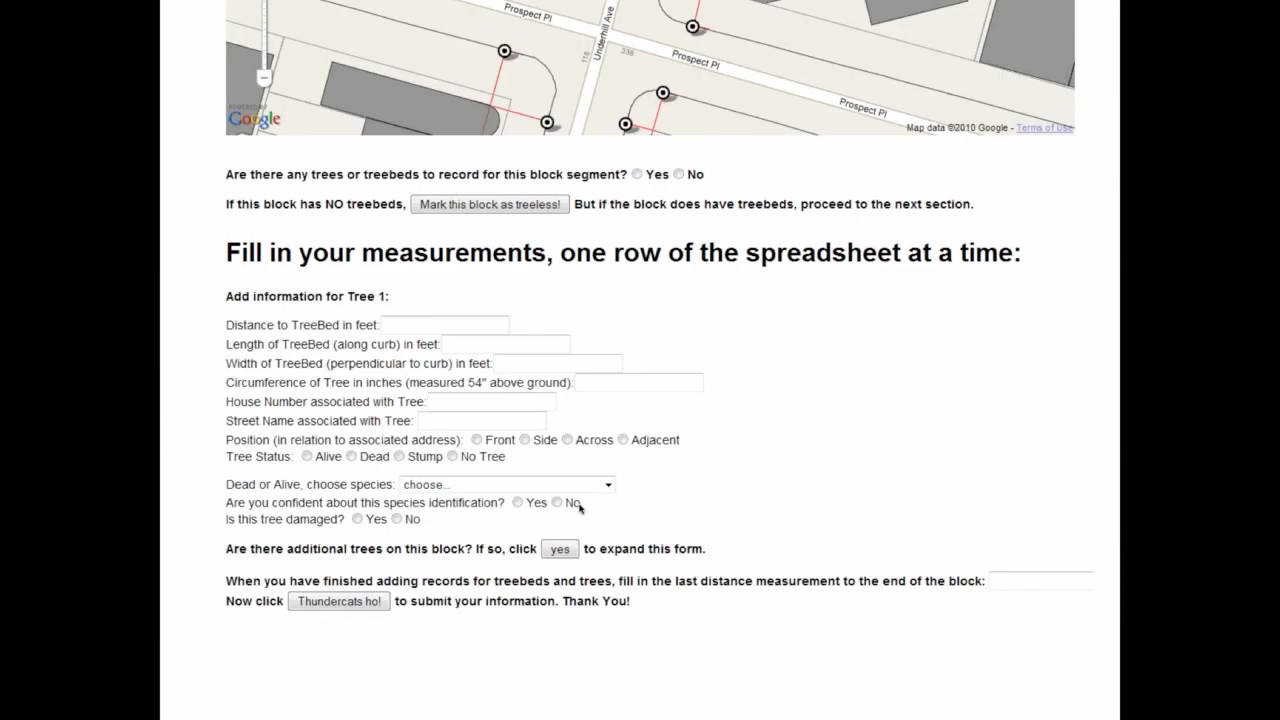 Prospect Pl
Underhill Ave
118
338
Prospect Pl
Prospect Pl
POWERED BY
Google
Map data ©2010 Google - Terms of Use
Are there any trees or treebeds to record for this block segment? Yes No
If this block has NO treebeds, Mark this block as treeless! But if the block does have treebeds, proceed to the next section.
Fill in your measurements, one row of the spreadsheet at a time:
Add information for Tree 1:
Distance to TreeBed in feet:
Length of TreeBed (along curb) in feet:
Width of TreeBed (perpendicular to curb) in feet:
Circumference of Tree in inches (measured 54" above ground):
House Number associated with Tree:
Street Name associated with Tree:
Position (in relation to associated address): Front Side Across Adjacent
Tree Status: Alive Dead Stump No Tree
Dead or Alive, choose species: choose...
Are you confident about this species identification? Yes No
Is this tree damaged? Yes No
Are there additional trees on this block? If so, click yes to expand this form.
When you have finished adding records for treebeds and trees, fill in the last distance measurement to the end of the block:
Now click Thundercats ho! to submit your information. Thank You!